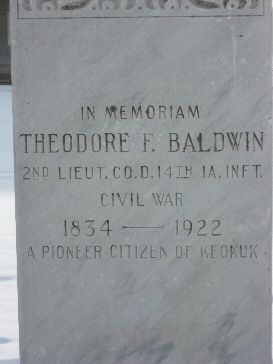 IN MEMORIAM
THEODORE F. BALDWIN
2ND LIEUT. CO. D. 14TH IA. INFT.
CIVIL WAR
1834 — 1922
A PIONEER CITIZEN OF KEOKUK